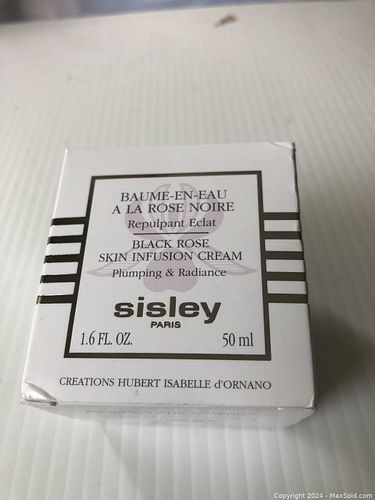 BAUME-EN-EAU
A LA ROSE NOIRE
Repulpant Eclat
BLACK ROSE
SKIN INFUSION CREAM
Plumping & Radiance
sisley
PARIS
1.6 FL. OZ. 50 ml
CREATIONS HUBERT ISABELLE d'ORNANO
Copyright 2024 - MaxSold.com